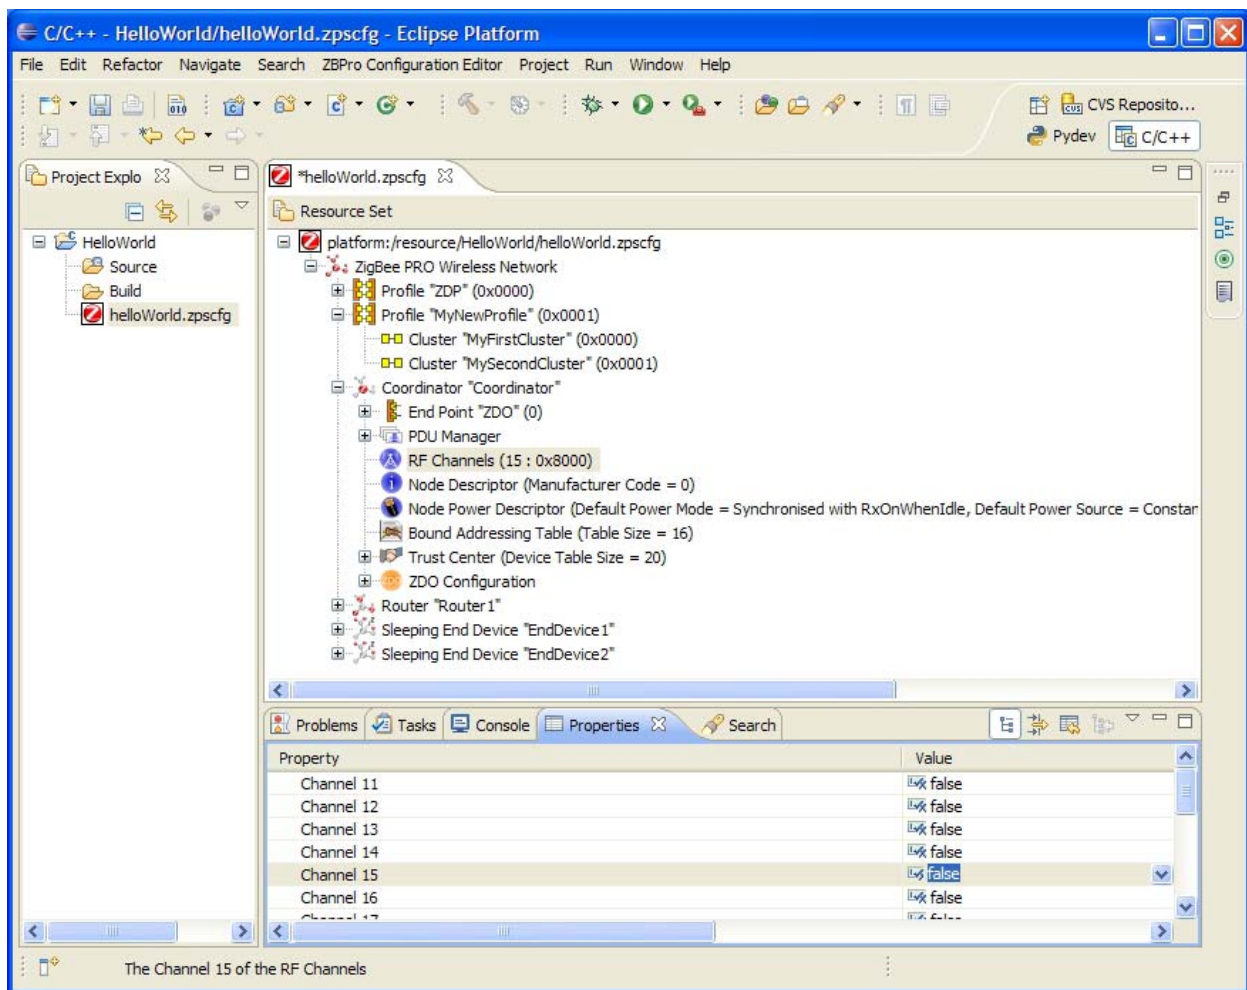 C/C++ - HelloWorld/helloWorld.zpscfg - Eclipse Platform
File Edit Refactor Navigate Search ZBPro Configuration Editor Project Run Window Help
010
CVS Reposito...
Pydev C/C++
Project Explo
*helloWorld.zpscfg
Resource Set
HelloWorld
Source
Build
helloWorld.zpscfg
platform:/resource/HelloWorld/helloWorld.zpscfg
ZigBee PRO Wireless Network
Profile "ZDP" (0x0000)
Profile "MyNewProfile" (0x0001)
Cluster "MyFirstCluster" (0x0000)
Cluster "MySecondCluster" (0x0001)
Coordinator "Coordinator"
End Point "ZDO" (0)
PDU Manager
RF Channels (15 : 0x8000)
Node Descriptor (Manufacturer Code = 0)
Node Power Descriptor (Default Power Mode = Synchronised with RxOnWhenIdle, Default Power Source = Constan
Bound Addressing Table (Table Size = 16)
Trust Center (Device Table Size = 20)
ZDO Configuration
Router "Router1"
Sleeping End Device "EndDevice1"
Sleeping End Device "EndDevice2"
Problems Tasks Console Properties Search
Property Value
Channel 11 false
Channel 12 false
Channel 13 false
Channel 14 false
Channel 15 false
Channel 16 false
Channel 17 false
The Channel 15 of the RF Channels